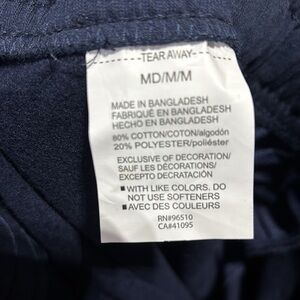 TEAR AWAY
MD/M/M
MADE IN BANGLADESH
FABRIQUÉ EN BANGLADESH
HECHO EN BANGLADESH
80% COTTON/COTON/algodón
20% POLYESTER/poliéster
EXCLUSIVE OF DECORATION/
SAUF LES DÉCORATIONS/
EXCEPTO DECRATACIÓN
■ WITH LIKE COLORS. DO
NOT USE SOFTENERS
■ AVEC DES COULEURS
RN#96510
CA#41095